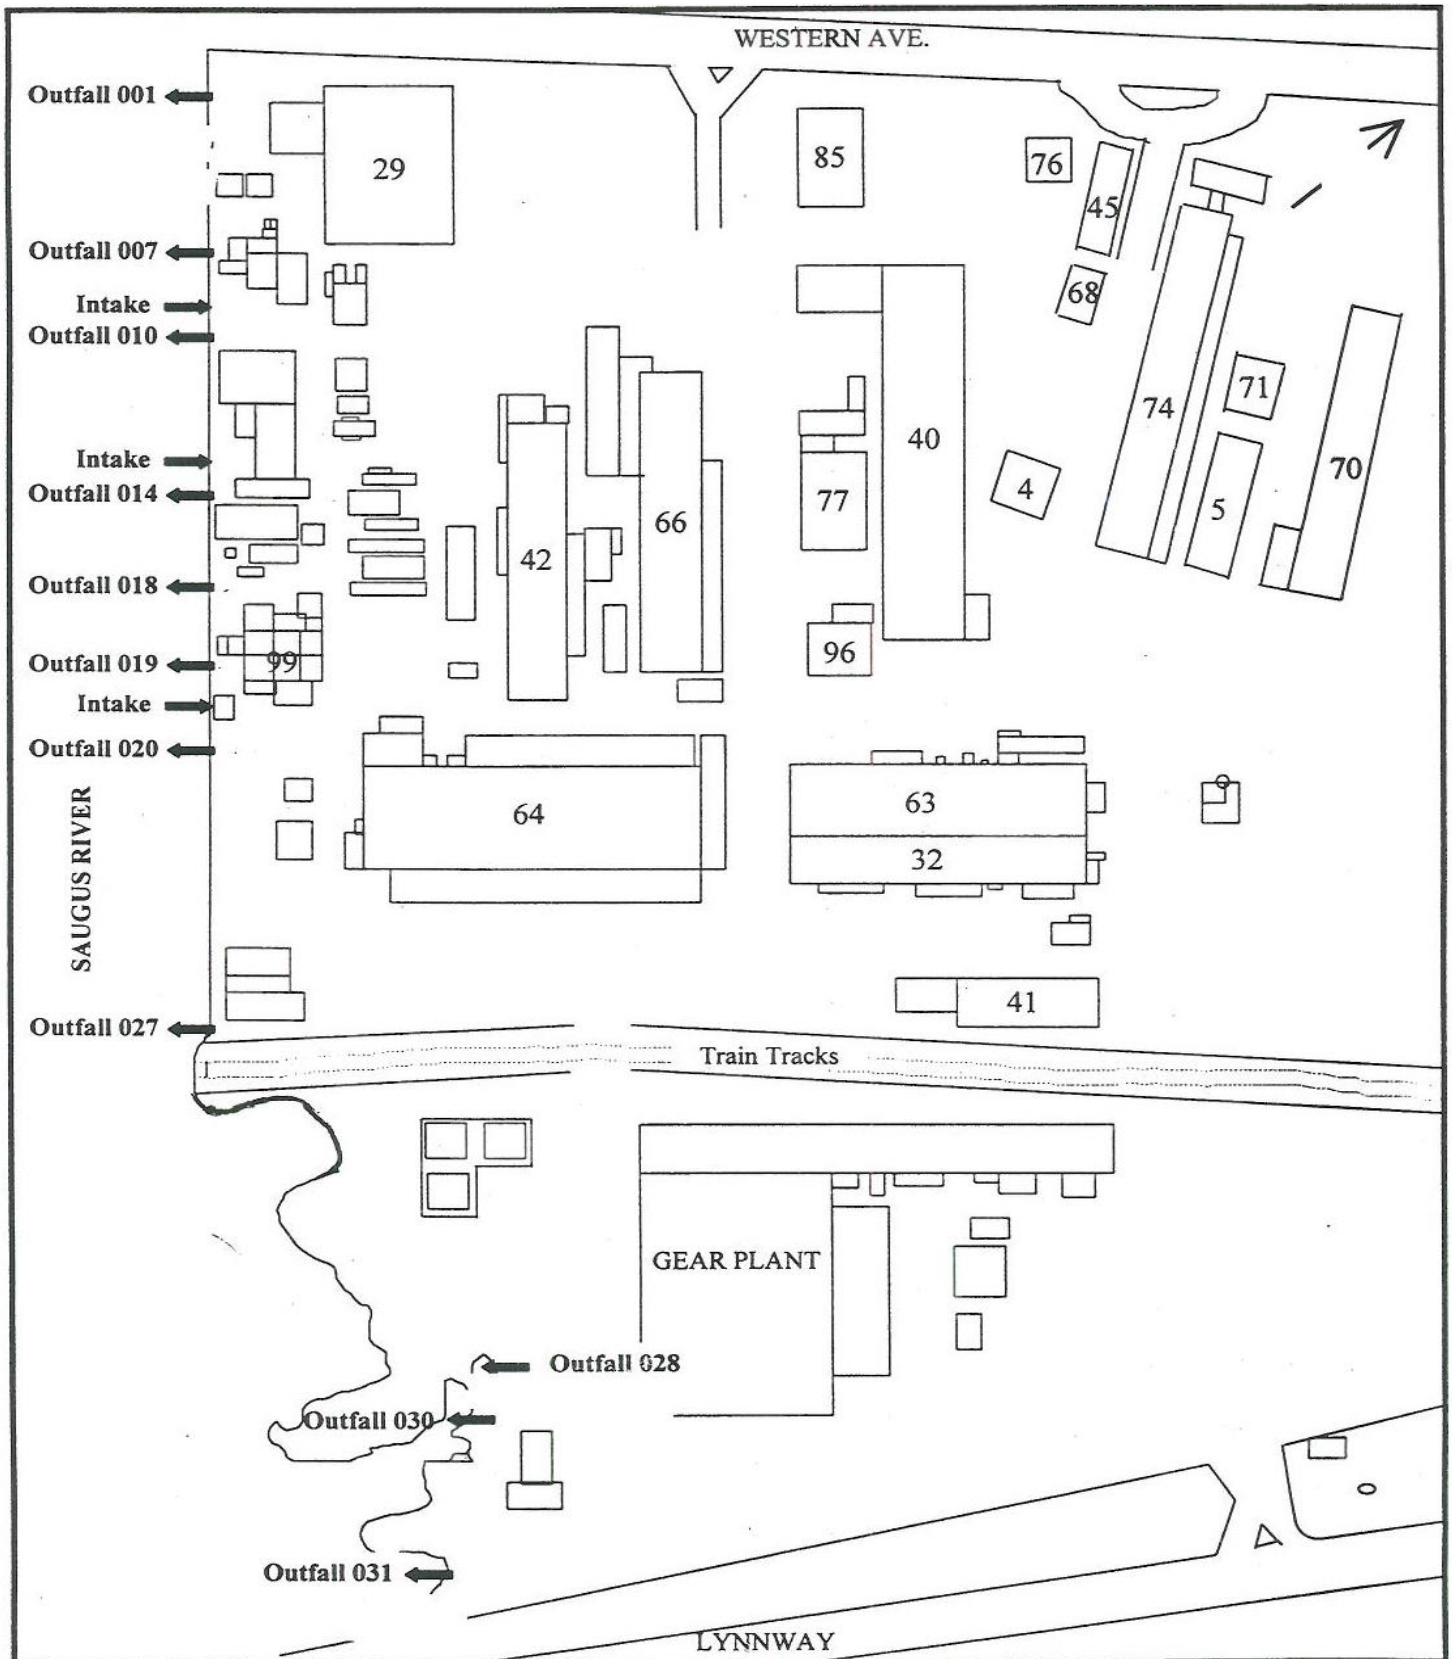 WESTERN AVE.
Outfall 001
29
85
76
45
Outfall 007
68
Intake
Outfall 010
71
74
40
Intake
70
Outfall 014
4
77
5
66
42
Outfall 018
96
99
Outfall 019
Intake
Outfall 020
63
64
32
SAUGUS RIVER
41
Outfall 027
Train Tracks
GEAR PLANT
Outfall 028
Outfall 030
Outfall 031
LYNNWAY